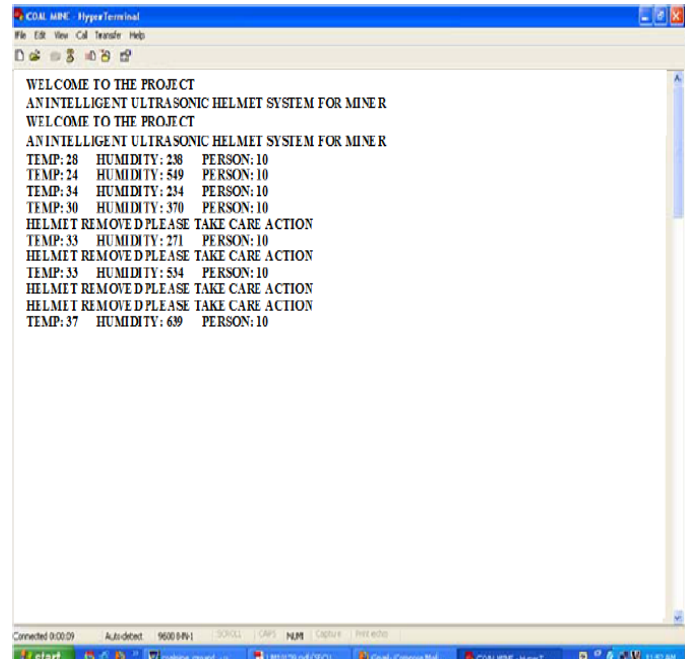 COAL MINE - HyperTerminal
File Edit View Call Transfer Help
WELCOME TO THE PROJECT
AN INTELLIGENT ULTRASONIC HELMET SYSTEM FOR MINER
WELCOME TO THE PROJECT
AN INTELLIGENT ULTRASONIC HELMET SYSTEM FOR MINER
TEMP: 28 HUMIDITY: 238 PERSON: 10
TEMP: 24 HUMIDITY: 549 PERSON: 10
TEMP: 34 HUMIDITY: 234 PERSON: 10
TEMP: 30 HUMIDITY: 370 PERSON: 10
HELMET REMOVED PLEASE TAKE CARE ACTION
TEMP: 33 HUMIDITY: 271 PERSON: 10
HELMET REMOVED PLEASE TAKE CARE ACTION
TEMP: 33 HUMIDITY: 534 PERSON: 10
HELMET REMOVED PLEASE TAKE CARE ACTION
HELMET REMOVED PLEASE TAKE CARE ACTION
TEMP: 37 HUMIDITY: 639 PERSON: 10
Connected 0:00:09 Auto detect 9600 8-N-1 SCROLL CAPS NUM Capture Print echo
start